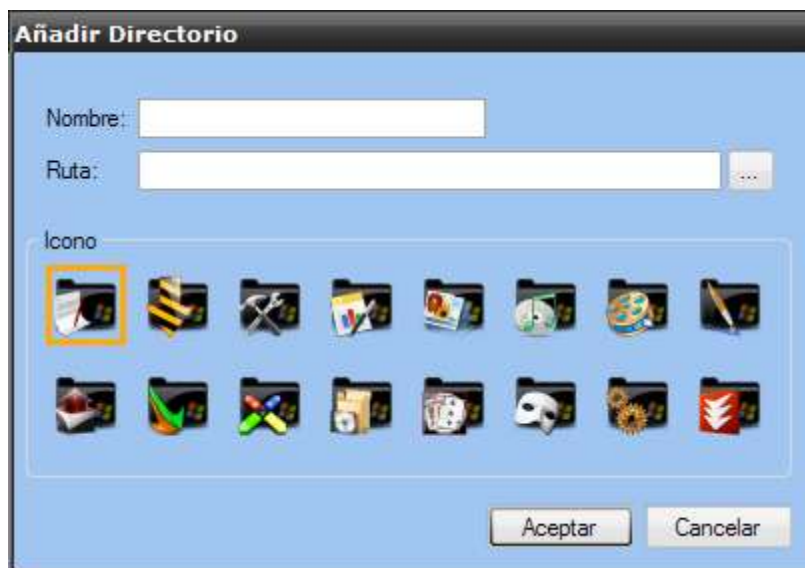 Añadir Directorio
Nombre:
Ruta:
...
Icono
Aceptar
Cancelar